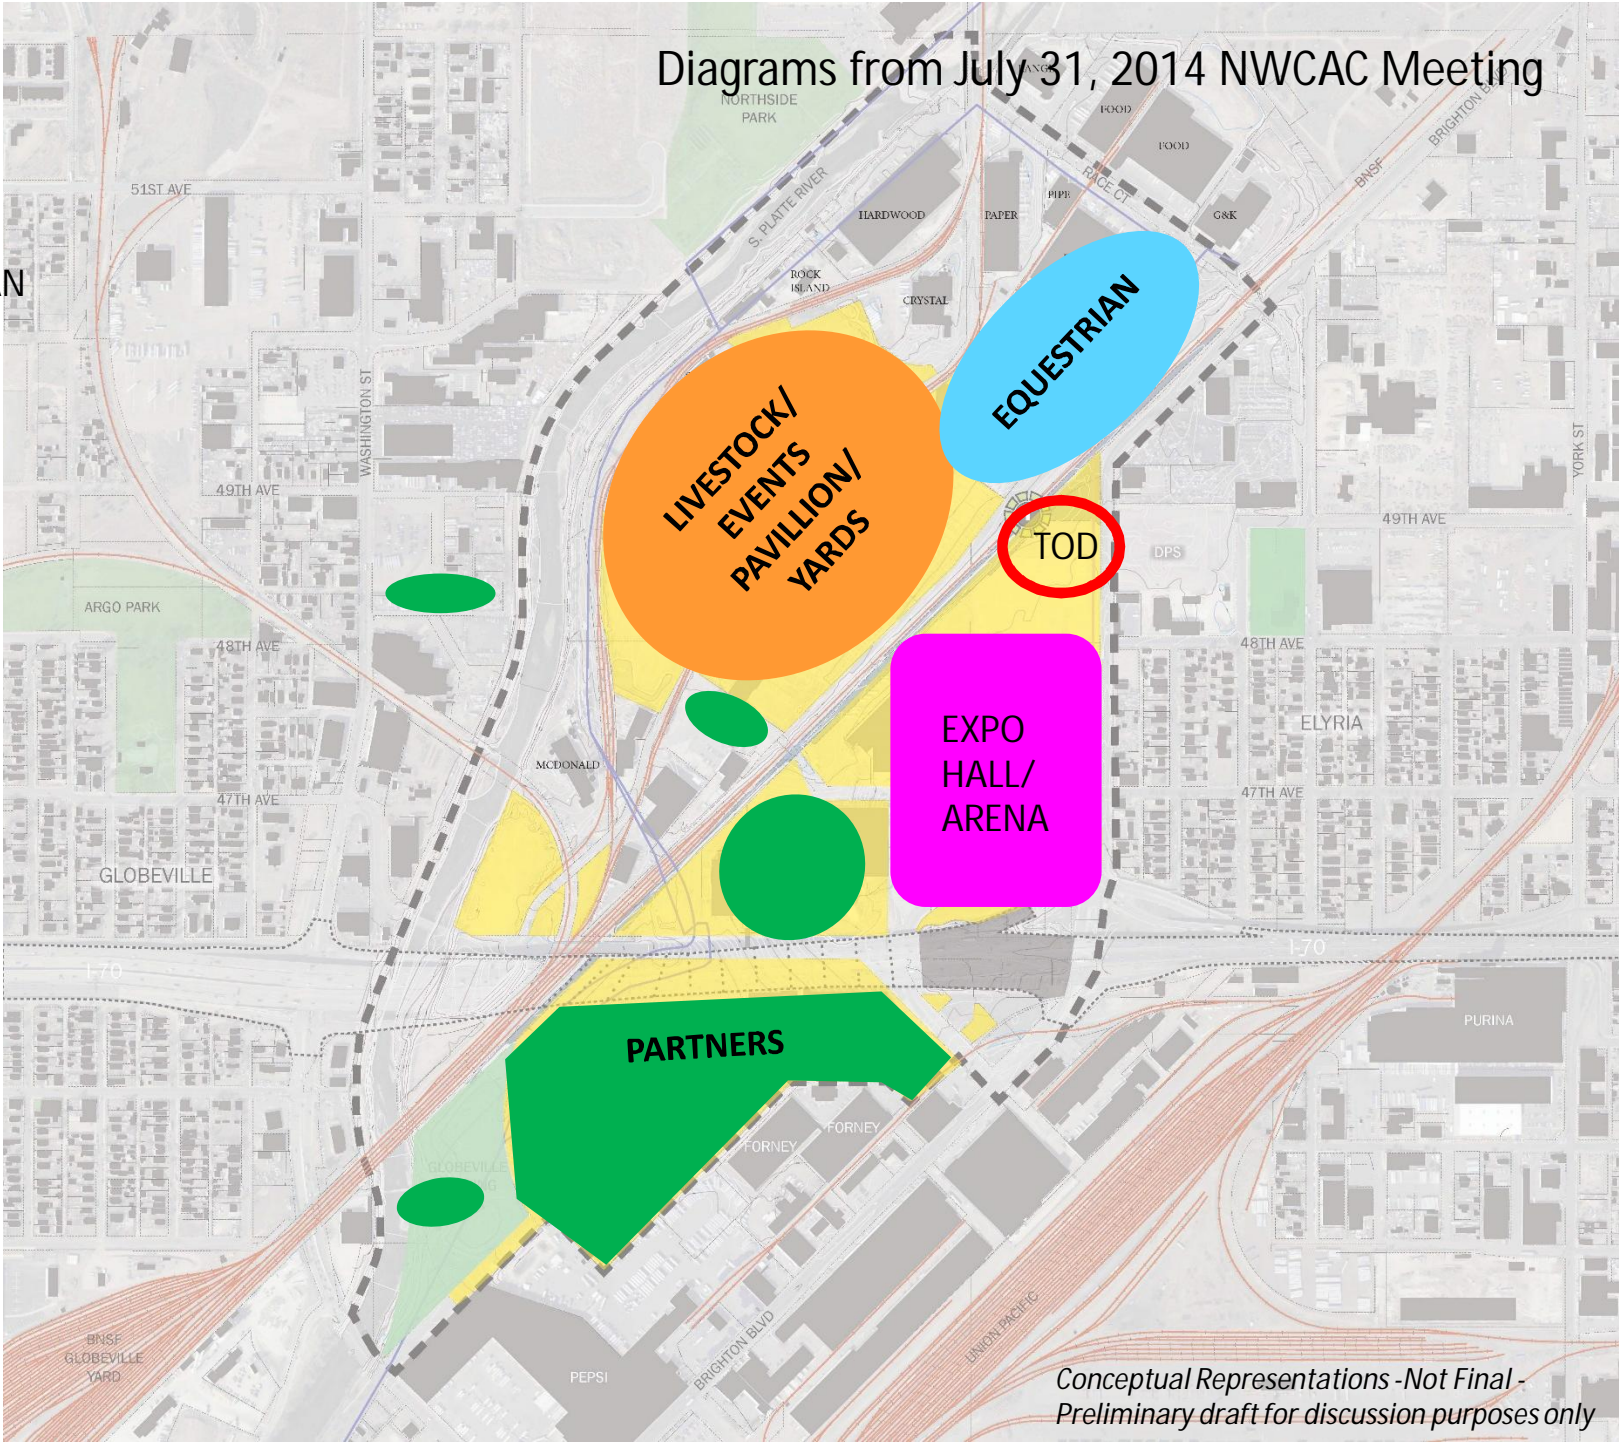 Diagrams from July 31, 2014 NWCAC Meeting
NORTHSIDE
PARK
FOOD
FOOD
BRIGHTON BLVD
BNSF
51ST AVE
S. PLATTE RIVER
HARDWOOD
PAPER
PIPE
RACE CT
G&K
ROCK
ISLAND
CRYSTAL
EQUESTRIAN
WASHINGTON ST
LIVESTOCK/
EVENTS
PAVILLION/
YARDS
YORK ST
49TH AVE
49TH AVE
TOD
DPS
ARGO PARK
48TH AVE
48TH AVE
EXPO
HALL/
ARENA
ELYRIA
MCDONALD
47TH AVE
47TH AVE
GLOBEVILLE
I-70
I-70
PARTNERS
PURINA
FORNEY
FORNEY
GLOBEVILLE
BNSF
GLOBEVILLE
YARD
PEPSI
BRIGHTON BLVD
UNION PACIFIC
Conceptual Representations -Not Final -
Preliminary draft for discussion purposes only